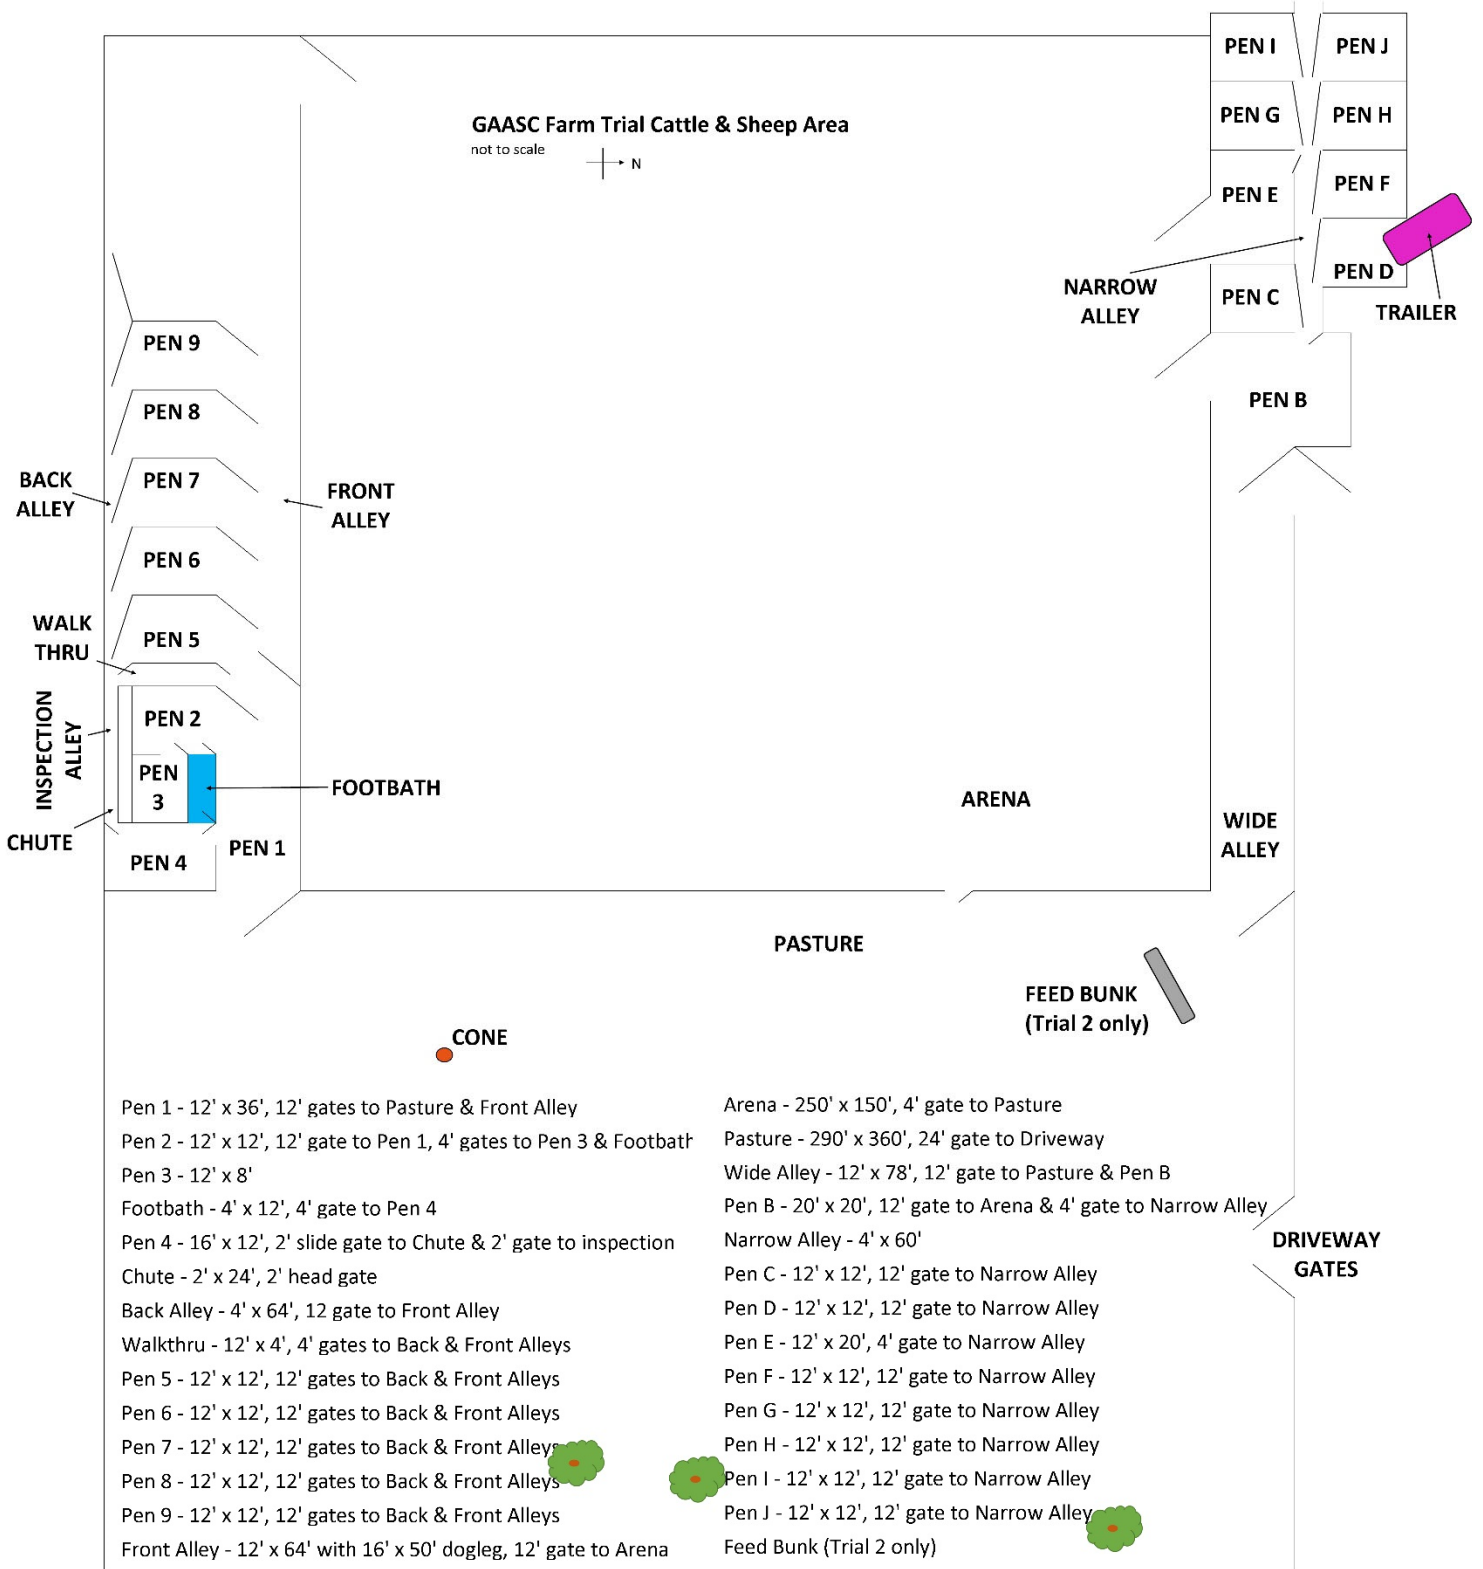 PEN I
PEN J
GAASC Farm Trial Cattle & Sheep Area
not to scale
N
PEN G
PEN H
PEN E
PEN F
PEN D
NARROW
ALLEY
PEN C
TRAILER
PEN 9
PEN B
PEN 8
BACK
ALLEY
PEN 7
FRONT
ALLEY
PEN 6
WALK
THRU
PEN 5
INSPECTION
ALLEY
PEN 2
PEN
3
FOOTBATH
ARENA
CHUTE
PEN 4
PEN 1
WIDE
ALLEY
PASTURE
FEED BUNK
(Trial 2 only)
CONE
Pen 1 - 12' x 36', 12' gates to Pasture & Front Alley
Pen 2 - 12' x 12', 12' gate to Pen 1, 4' gates to Pen 3 & Footbath
Pen 3 - 12' x 8'
Footbath - 4' x 12', 4' gate to Pen 4
Pen 4 - 16' x 12', 2' slide gate to Chute & 2' gate to inspection
Chute - 2' x 24', 2' head gate
Back Alley - 4' x 64', 12 gate to Front Alley
Walkthru - 12' x 4', 4' gates to Back & Front Alleys
Pen 5 - 12' x 12', 12' gates to Back & Front Alleys
Pen 6 - 12' x 12', 12' gates to Back & Front Alleys
Pen 7 - 12' x 12', 12' gates to Back & Front Alleys
Pen 8 - 12' x 12', 12' gates to Back & Front Alleys
Pen 9 - 12' x 12', 12' gates to Back & Front Alleys
Front Alley - 12' x 64' with 16' x 50' dogleg, 12' gate to Arena
Arena - 250' x 150', 4' gate to Pasture
Pasture - 290' x 360', 24' gate to Driveway
Wide Alley - 12' x 78', 12' gate to Pasture & Pen B
Pen B - 20' x 20', 12' gate to Arena & 4' gate to Narrow Alley
Narrow Alley - 4' x 60'
Pen C - 12' x 12', 12' gate to Narrow Alley
Pen D - 12' x 12', 12' gate to Narrow Alley
Pen E - 12' x 20', 4' gate to Narrow Alley
Pen F - 12' x 12', 12' gate to Narrow Alley
Pen G - 12' x 12', 12' gate to Narrow Alley
Pen H - 12' x 12', 12' gate to Narrow Alley
Pen I - 12' x 12', 12' gate to Narrow Alley
Pen J - 12' x 12', 12' gate to Narrow Alley
Feed Bunk (Trial 2 only)
DRIVEWAY
GATES